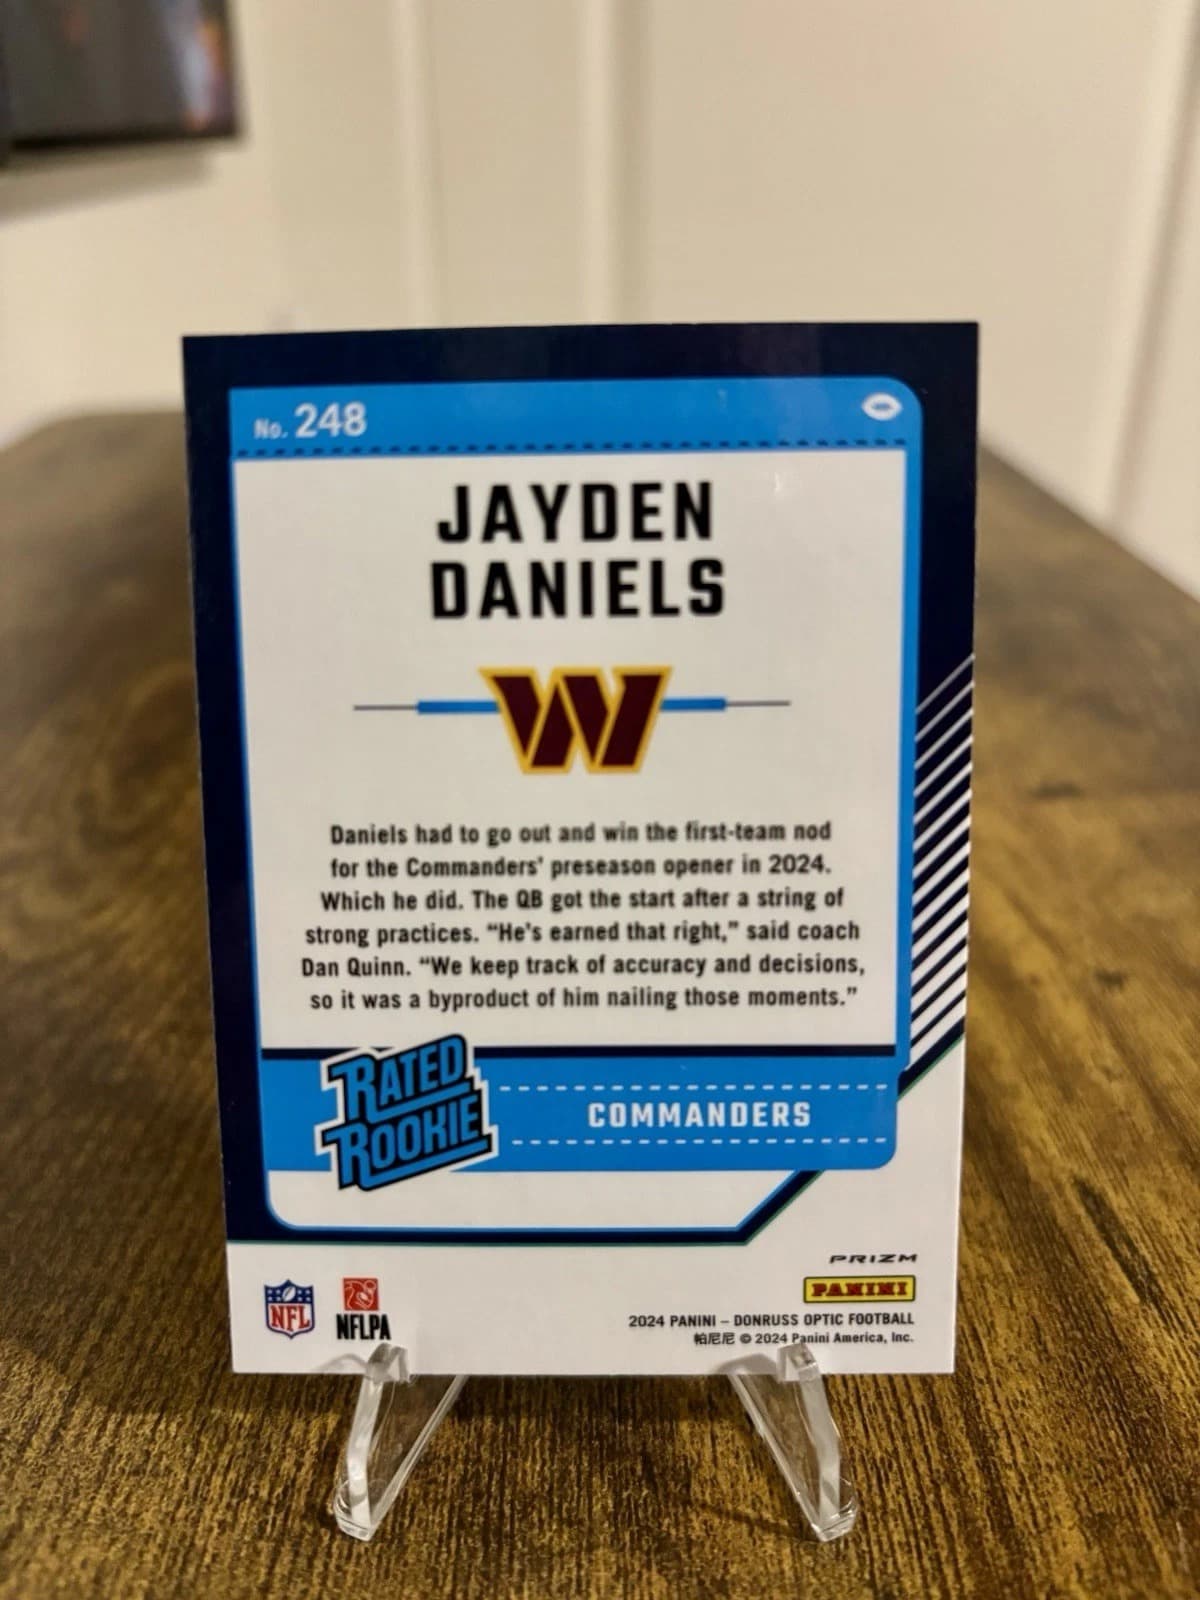 No. 248
JAYDEN
DANIELS
W
Daniels had to go out and win the first-team nod
for the Commanders' preseason opener in 2024.
Which he did. The QB got the start after a string of
strong practices. “He's earned that right,” said coach
Dan Quinn. “We keep track of accuracy and decisions,
so it was a byproduct of him nailing those moments.”
RATED
ROOKIE
COMMANDERS
PRIZM
PANINI
NFL
NFLPA
2024 PANINI – DONRUSS OPTIC FOOTBALL
帕尼尼 © 2024 Panini America, Inc.